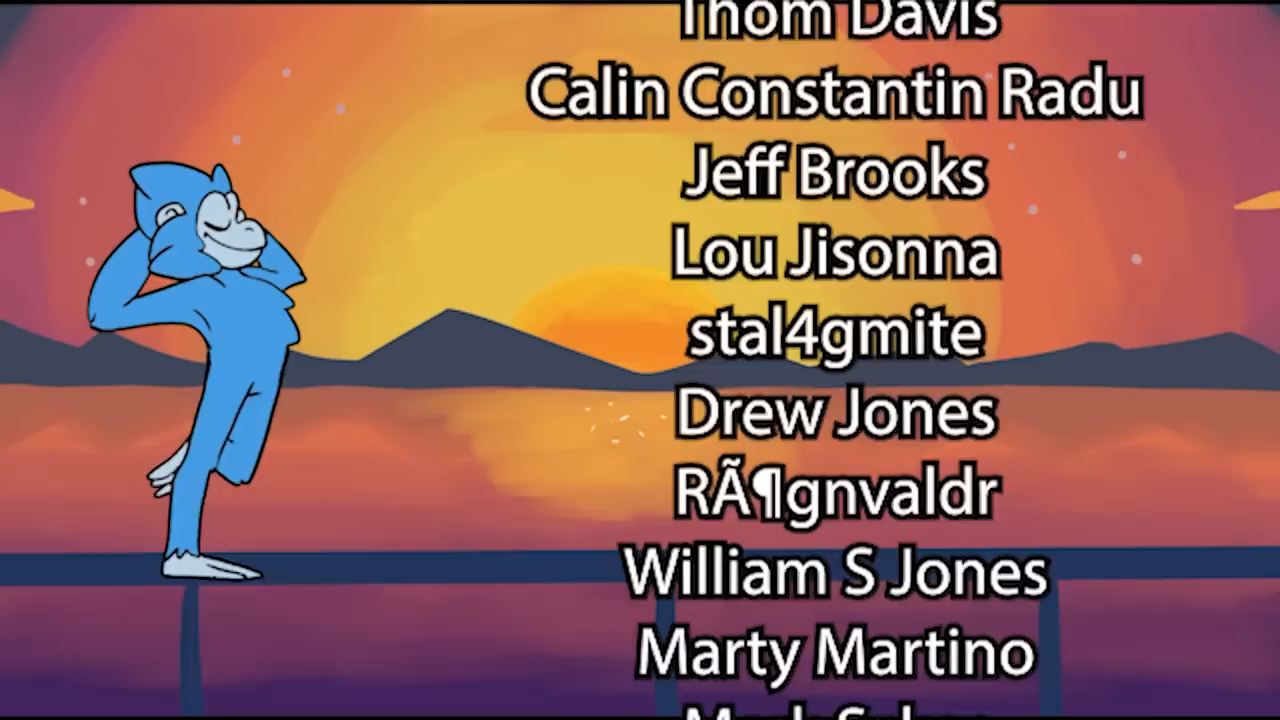 Thom Davis
Calin Constantin Radu
Jeff Brooks
Lou Jisonna
stal4gmite
Drew Jones
RÃ¶gnvaldr
William S Jones
Marty Martino